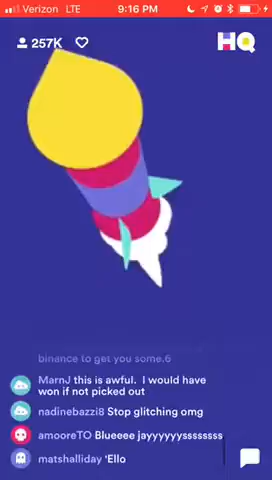 Verizon LTE 9:16 PM
257K HQ
binance to get you some.6
MarnJ this is awful. I would have
won if not picked out
nadinebazzi8 Stop glitching omg
amooreTO Blueeee jayyyyyyssssssss
matshalliday 'Ello